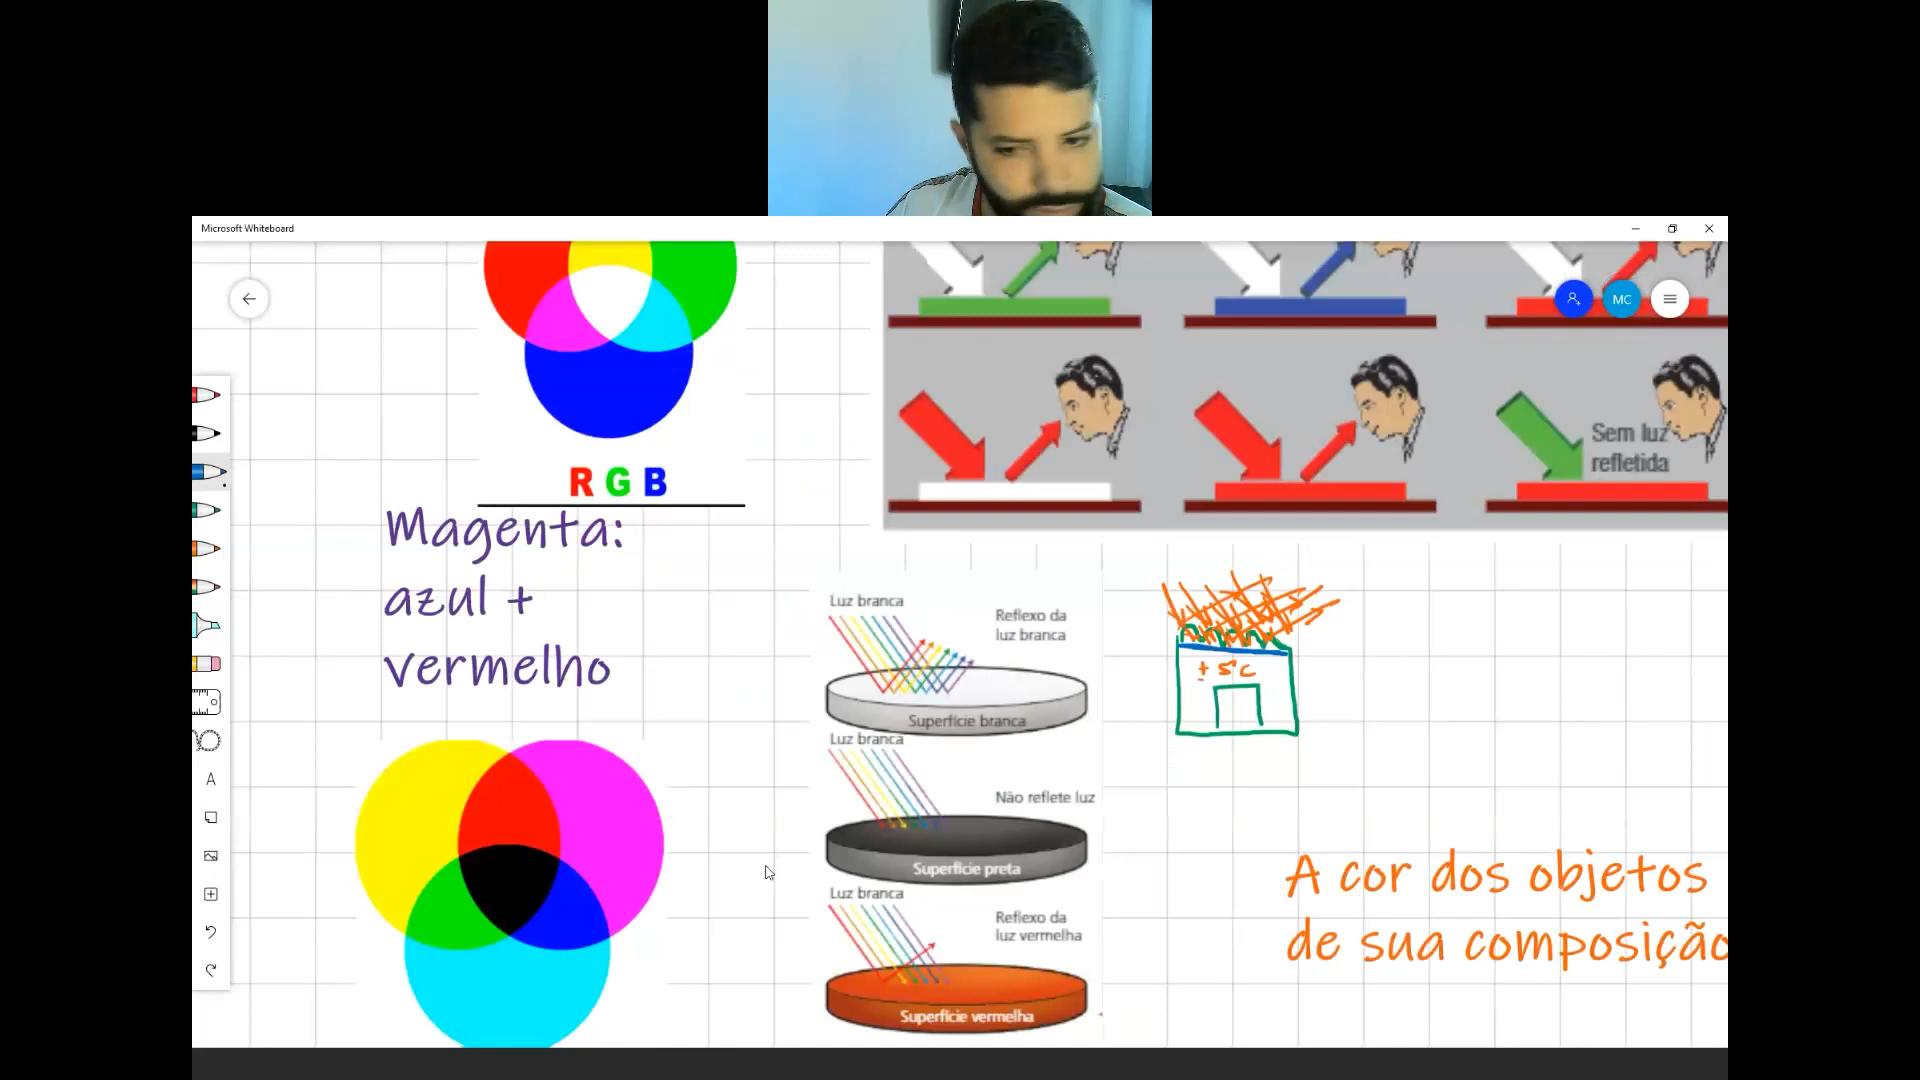 Microsoft Whiteboard
MC
R G B
Magenta:
azul +
vermelho
Sem luz
refletida
Luz branca
Reflexo da
luz branca
Superfície branca
Luz branca
Não reflete luz
Superfície preta
Luz branca
Reflexo da
luz vermelha
Superfície vermelha
+ 5°C
A cor dos objetos
de sua composição
A